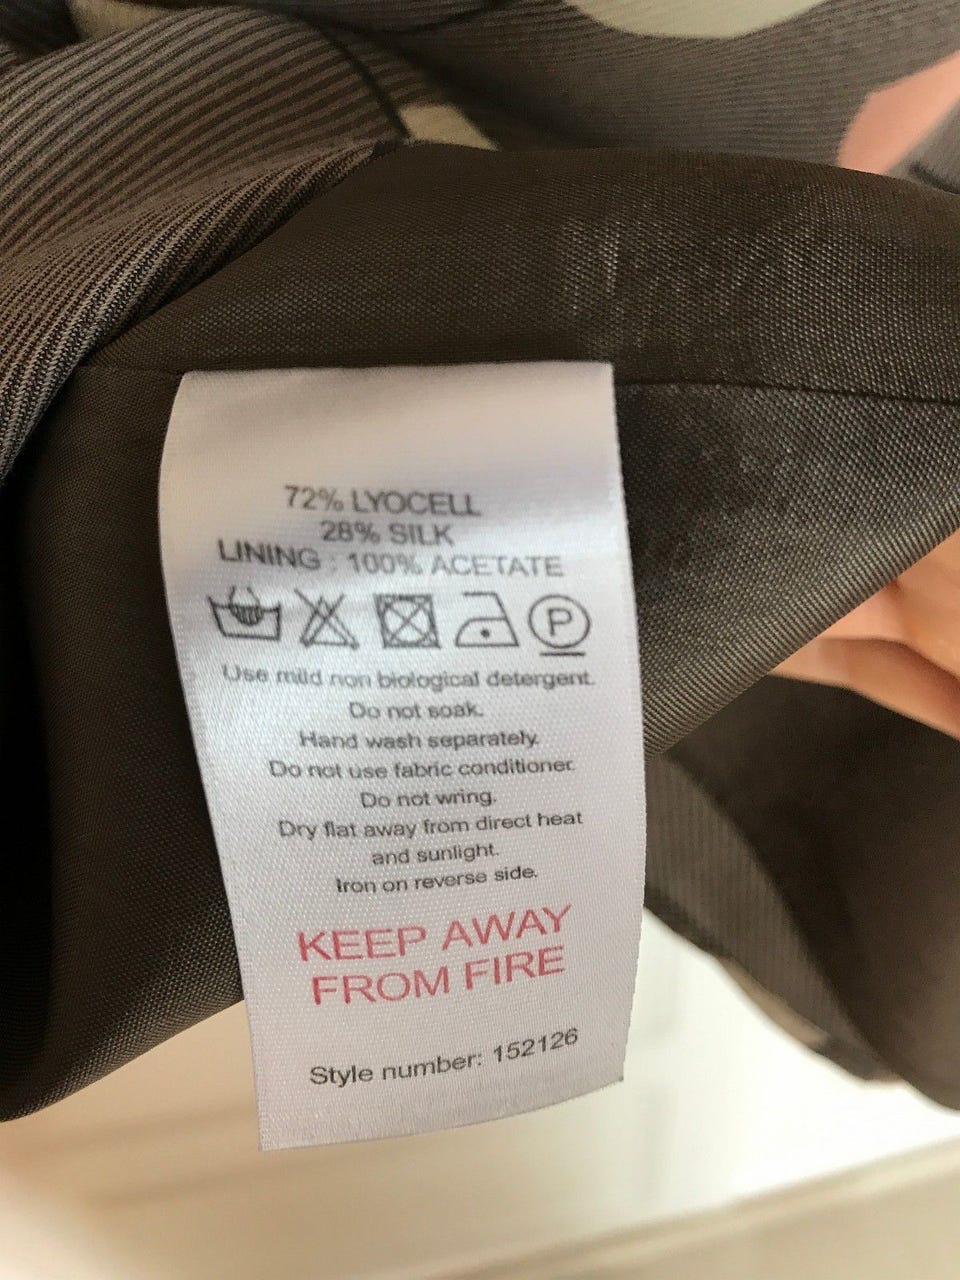 72% LYOCELL
28% SILK
LINING : 100% ACETATE
P
Use mild non biological detergent.
Do not soak.
Hand wash separately.
Do not use fabric conditioner.
Do not wring.
Dry flat away from direct heat
and sunlight.
Iron on reverse side.
KEEP AWAY
FROM FIRE
Style number: 152126